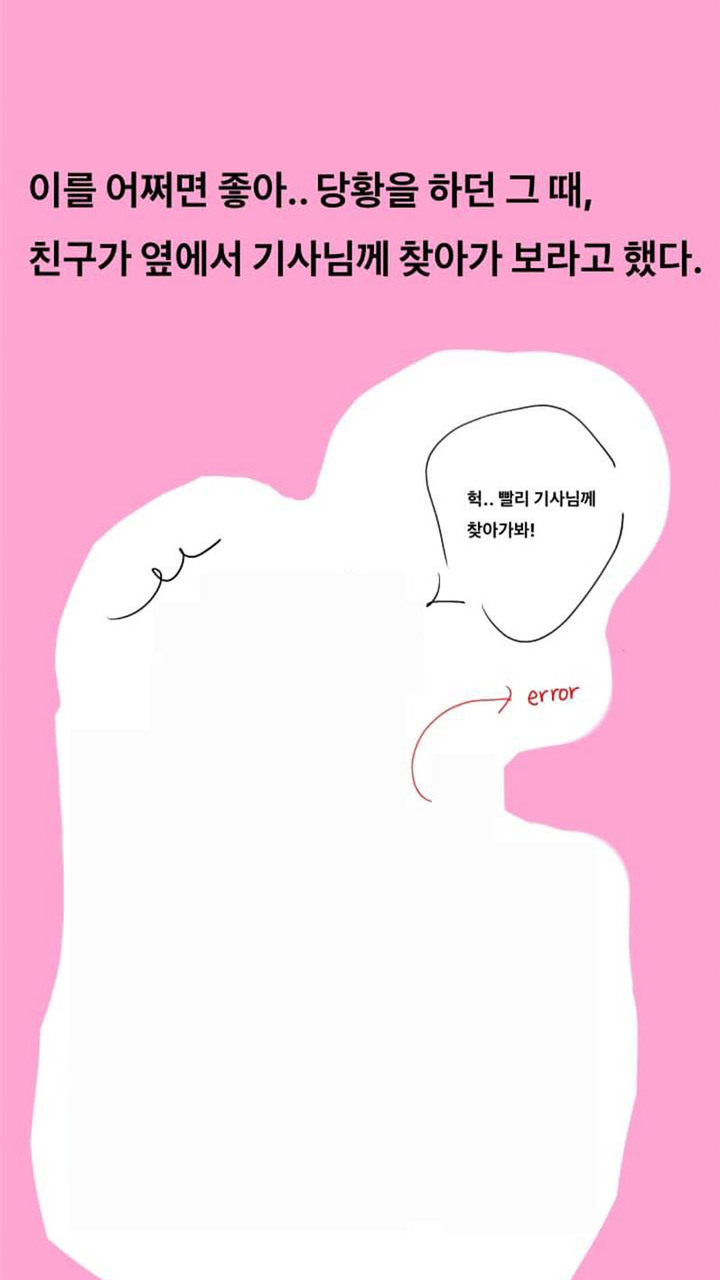 이를 어쩌면 좋아.. 당황을 하던 그 때,
친구가 옆에서 기사님께 찾아가 보라고 했다.
헉.. 빨리 기사님께
찾아가봐!
error